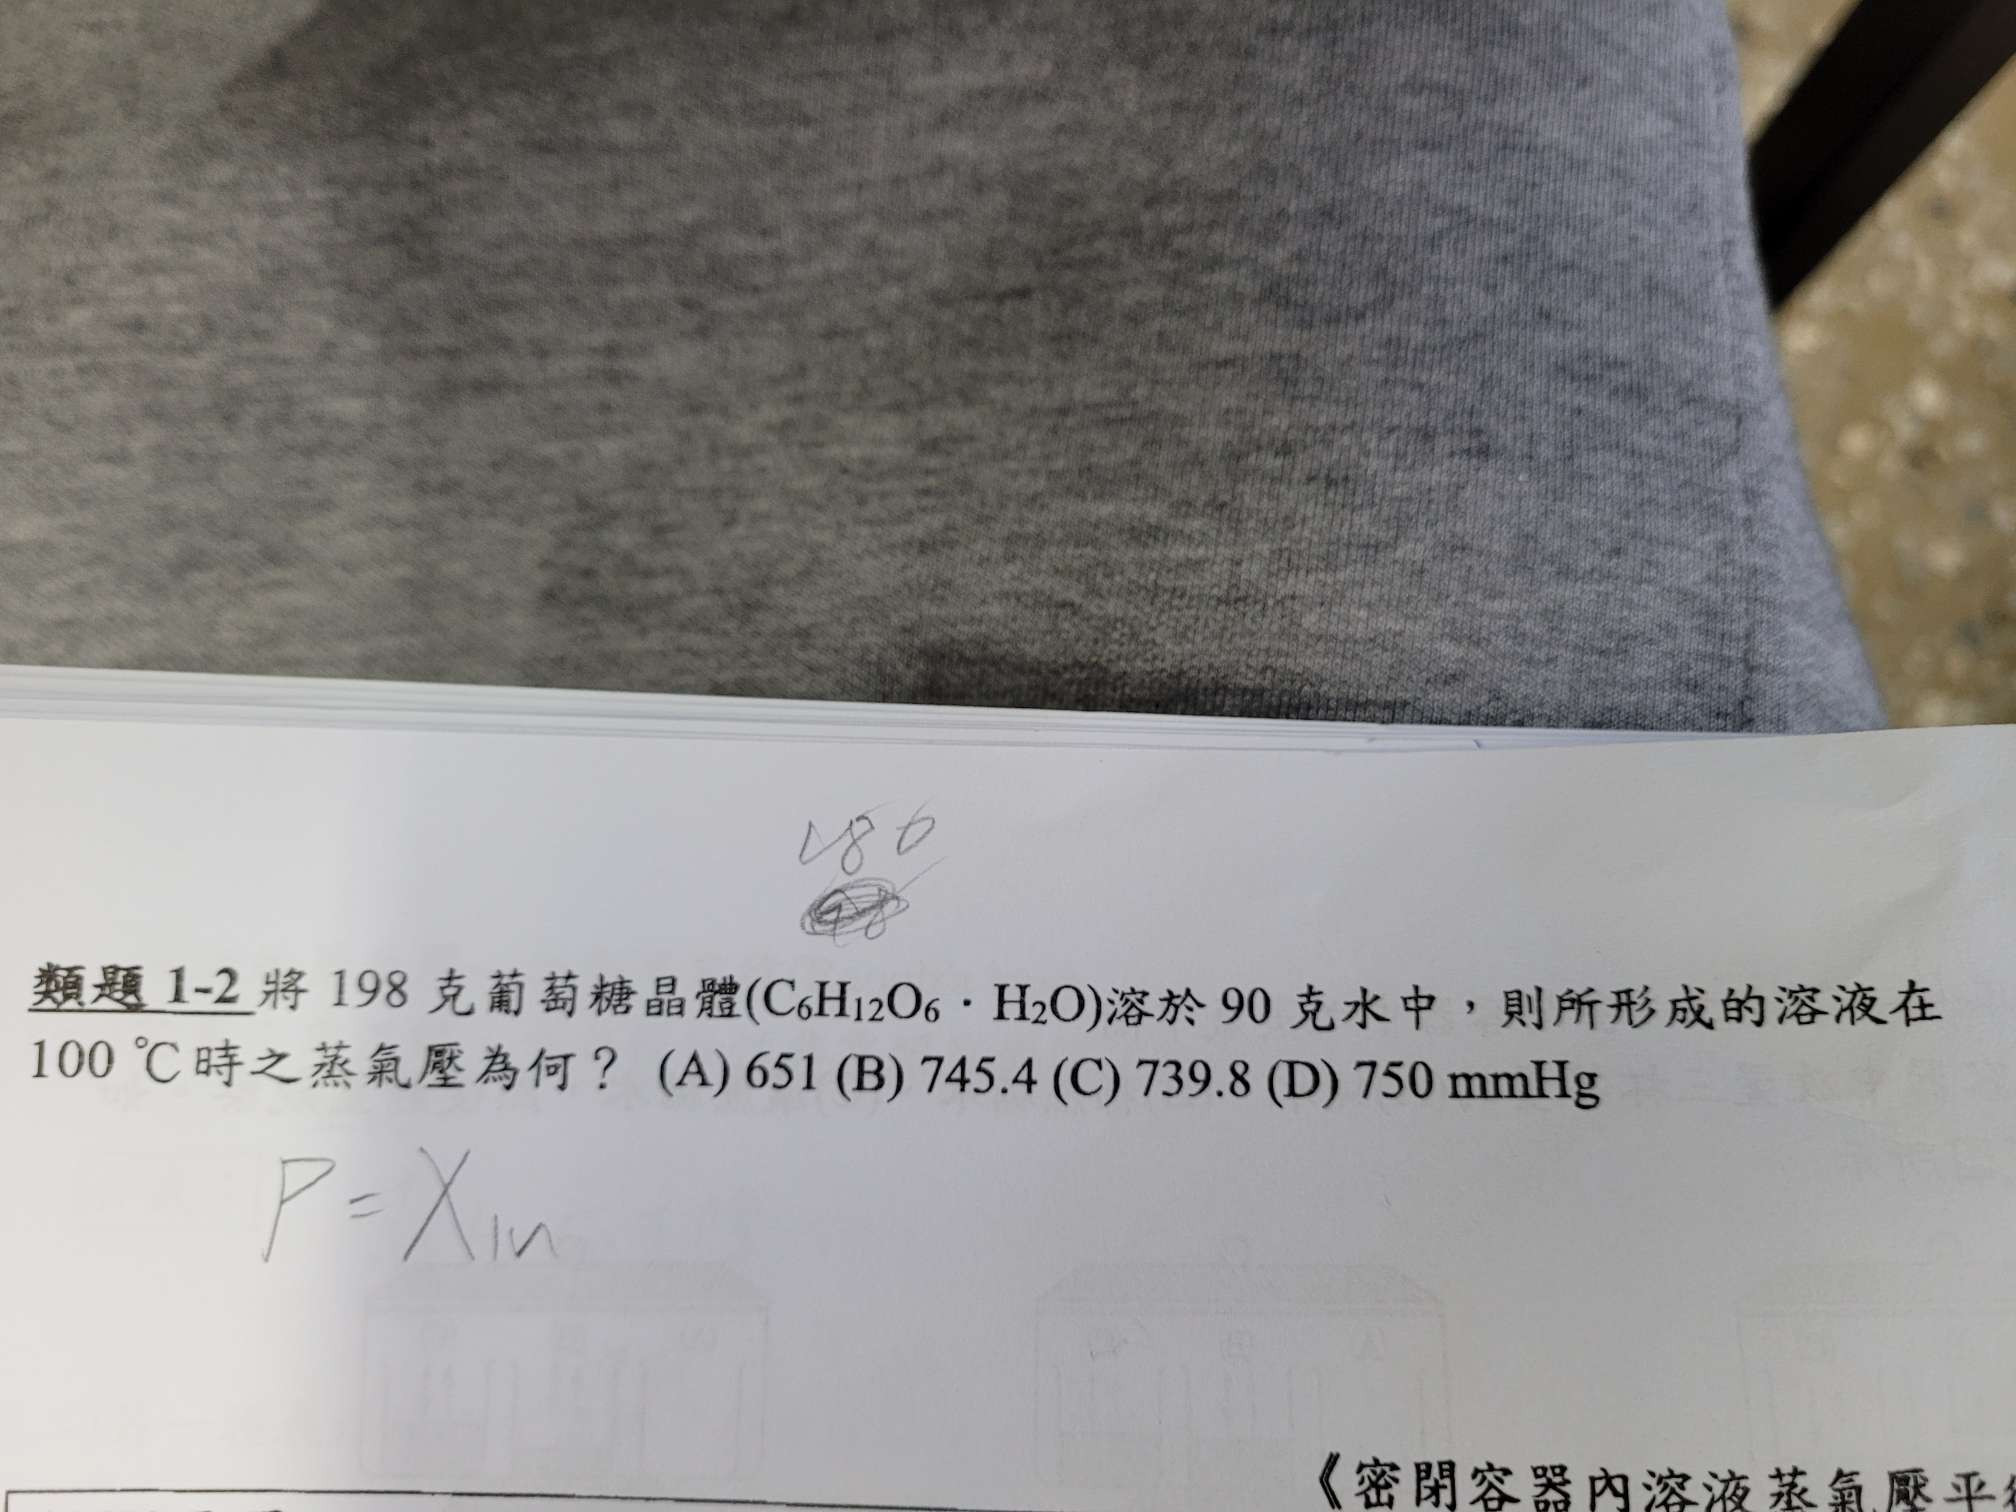 類題 1-2 將 198 克葡萄糖晶體(C₆H₁₂O₆・H₂O)溶於 90 克水中，則所形成的溶液在
100 ℃時之蒸氣壓為何？ (A) 651 (B) 745.4 (C) 739.8 (D) 750 mmHg
P = X
《密閉容器內溶液蒸氣壓平